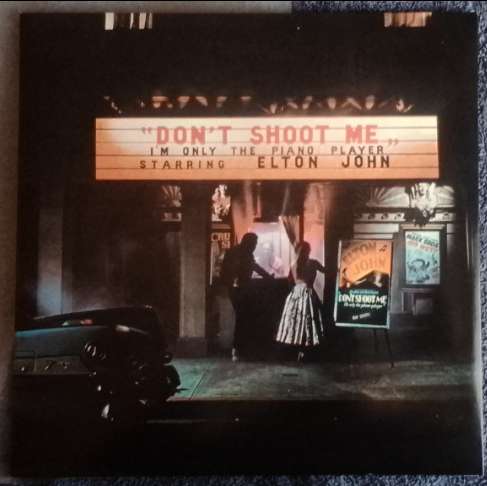 "DON'T SHOOT ME
I'M ONLY THE PIANO PLAYER"
STARRING ELTON JOHN
ELTON
JOHN
DON'T SHOOT ME